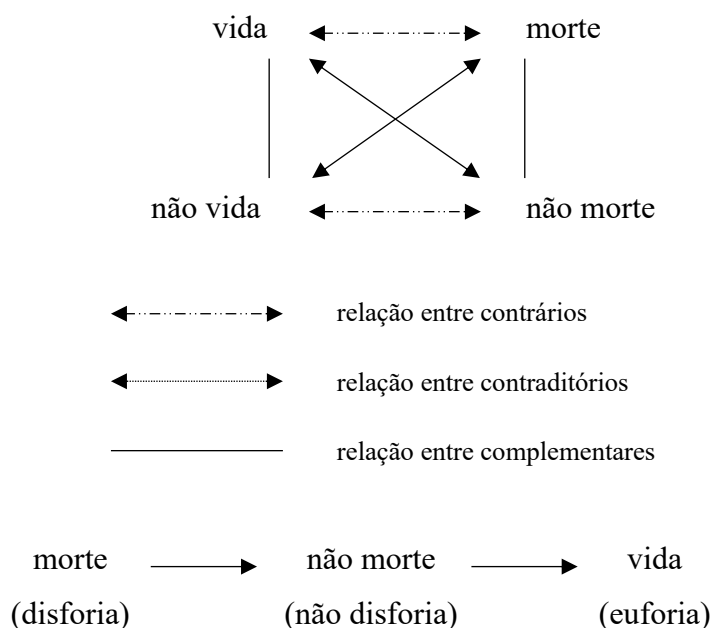 vida morte
não vida não morte
relação entre contrários
relação entre contraditórios
relação entre complementares
morte não morte vida
(disforia) (não disforia) (euforia)